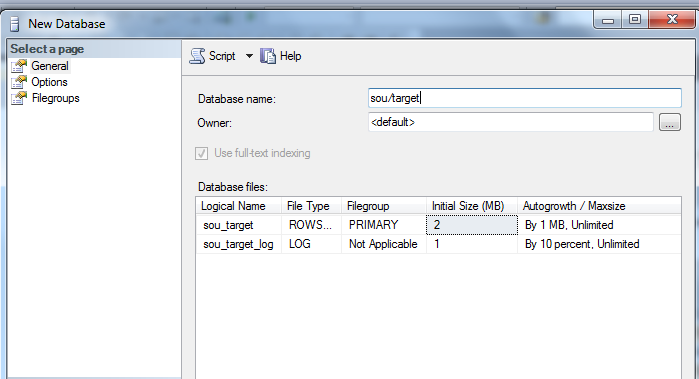 New Database
Select a page
General
Options
Filegroups
Script Help
Database name: sou/target
Owner: <default> ...
Use full-text indexing
Database files:
Logical Name File Type Filegroup Initial Size (MB) Autogrowth / Maxsize
sou_target ROWS... PRIMARY 2 By 1 MB, Unlimited
sou_target_log LOG Not Applicable 1 By 10 percent, Unlimited